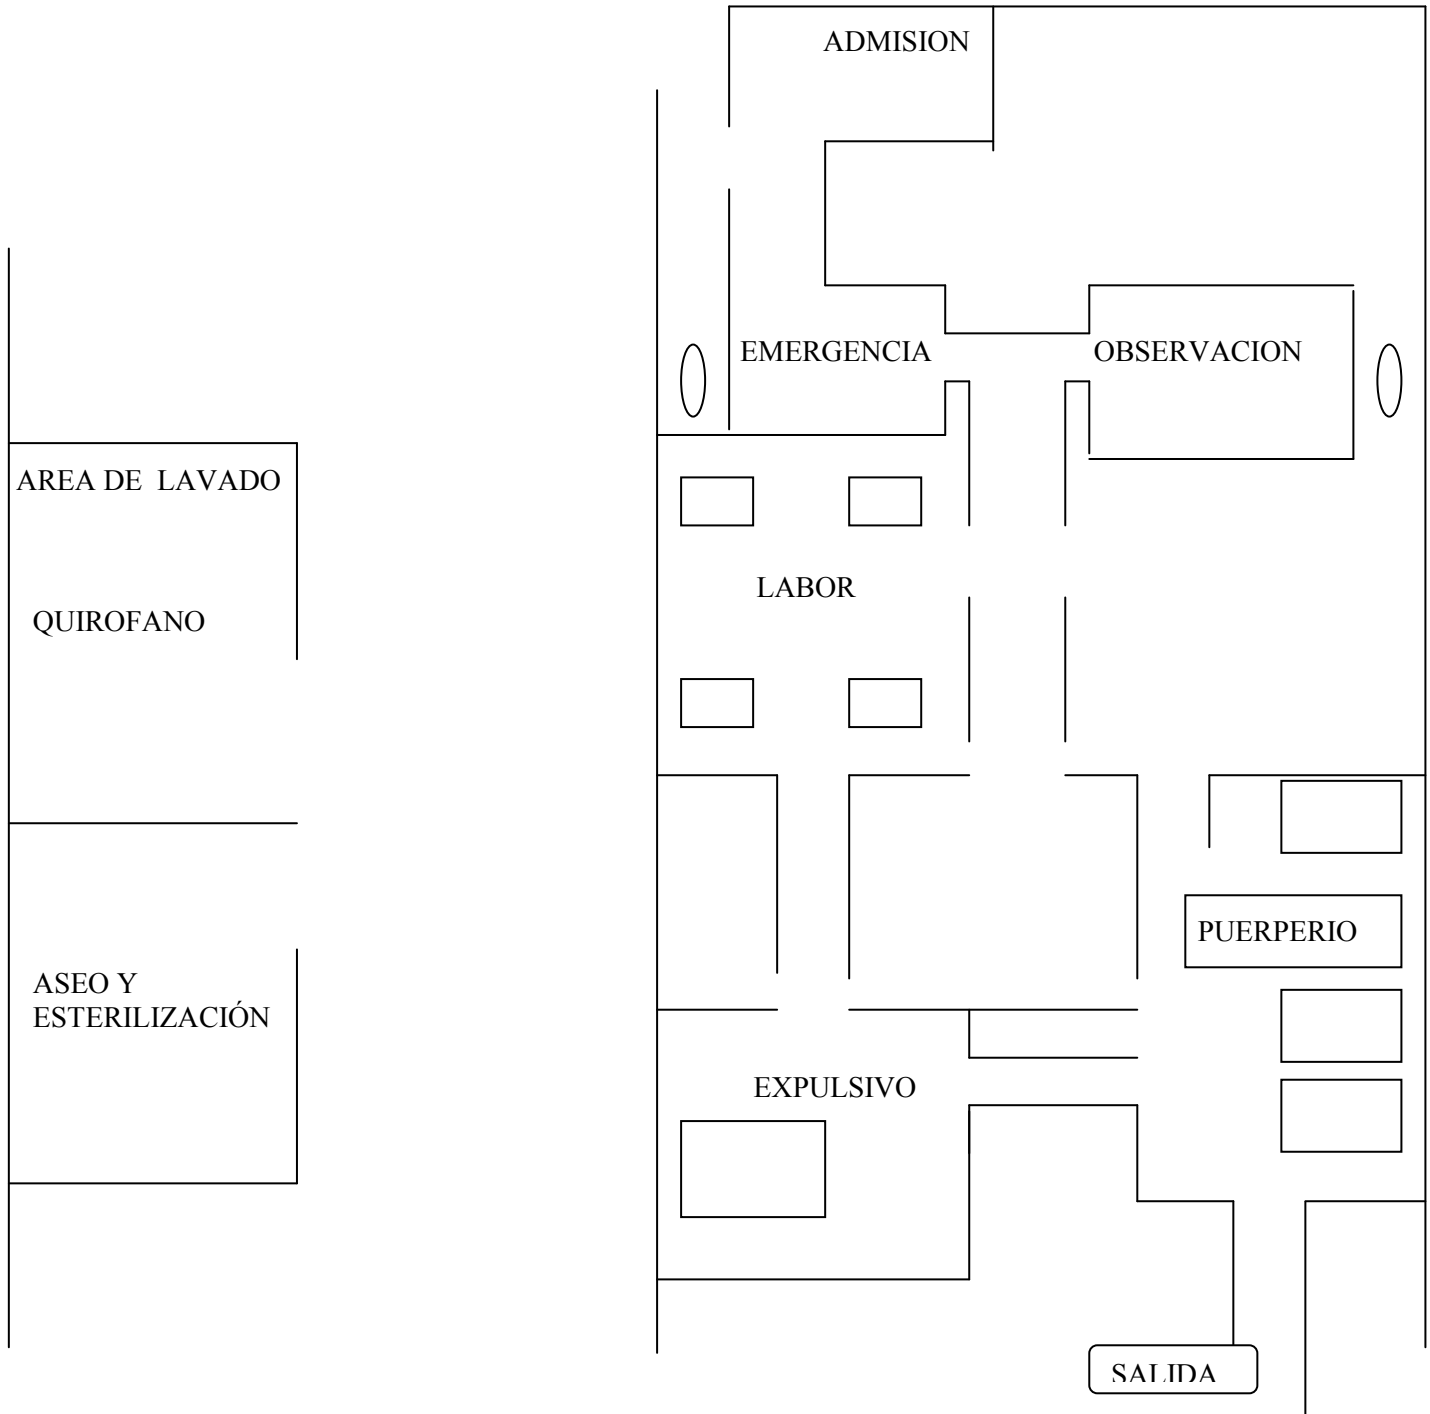 ADMISION
EMERGENCIA
OBSERVACION
AREA DE LAVADO
LABOR
QUIROFANO
PUERPERIO
ASEO Y
ESTERILIZACIÓN
EXPULSIVO
SALIDA